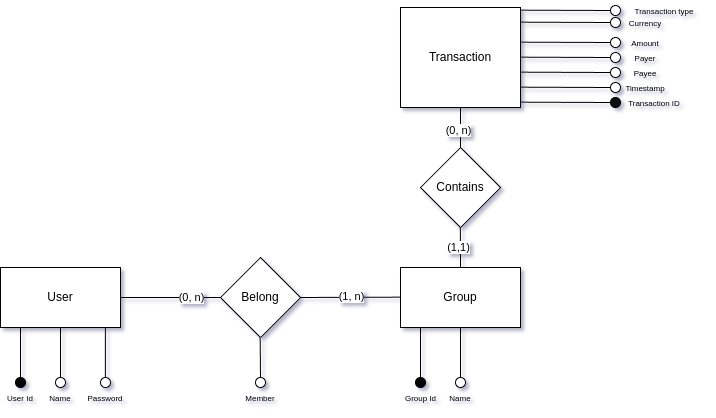 Transaction type
Currency
Transaction
Amount
Payer
Payee
Timestamp
Transaction ID
(0, n)
Contains
(1,1)
User
(0, n)
Belong
(1, n)
Group
User Id
Name
Password
Member
Group Id
Name